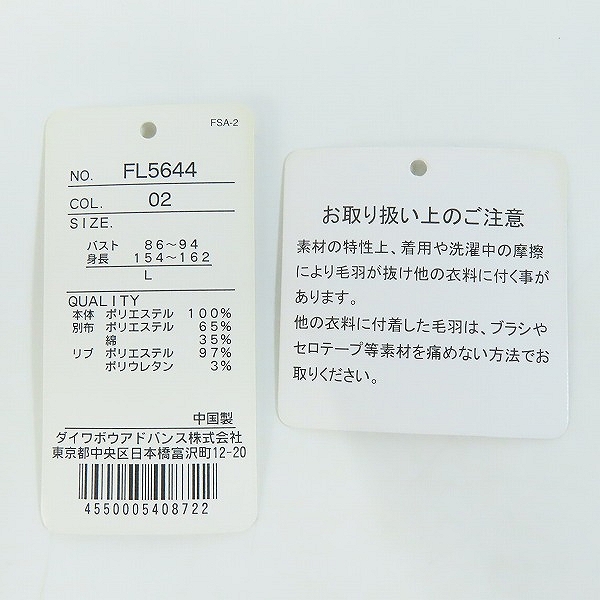 FSA-2
NO. FL5644
COL. 02
SIZE.
バスト 86～94
身長 154～162
L
QUALITY
本体 ポリエステル 100%
別布 ポリエステル 65%
綿 35%
リブ ポリエステル 97%
ポリウレタン 3%
中国製
ダイワボウアドバンス株式会社
東京都中央区日本橋富沢町12-20
4550005408722
お取り扱い上のご注意
素材の特性上、着用や洗濯中の摩擦
により毛羽が抜け他の衣料に付く事が
あります。
他の衣料に付着した毛羽は、ブラシや
セロテープ等素材を痛めない方法でお
取りください。